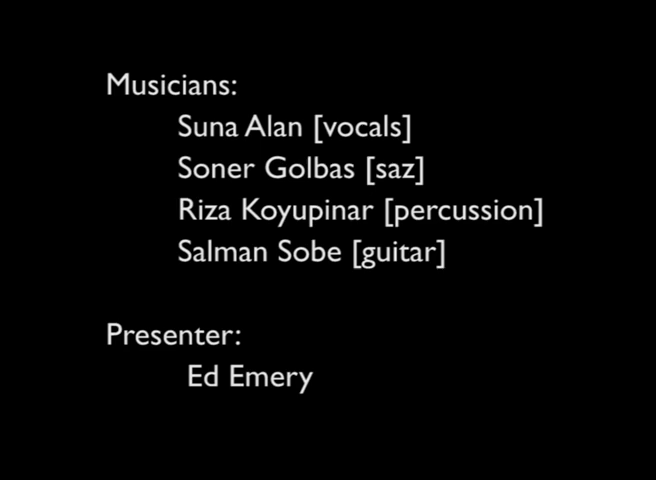 Musicians:
Suna Alan [vocals]
Soner Golbas [saz]
Riza Koyupinar [percussion]
Salman Sobe [guitar]
Presenter:
Ed Emery